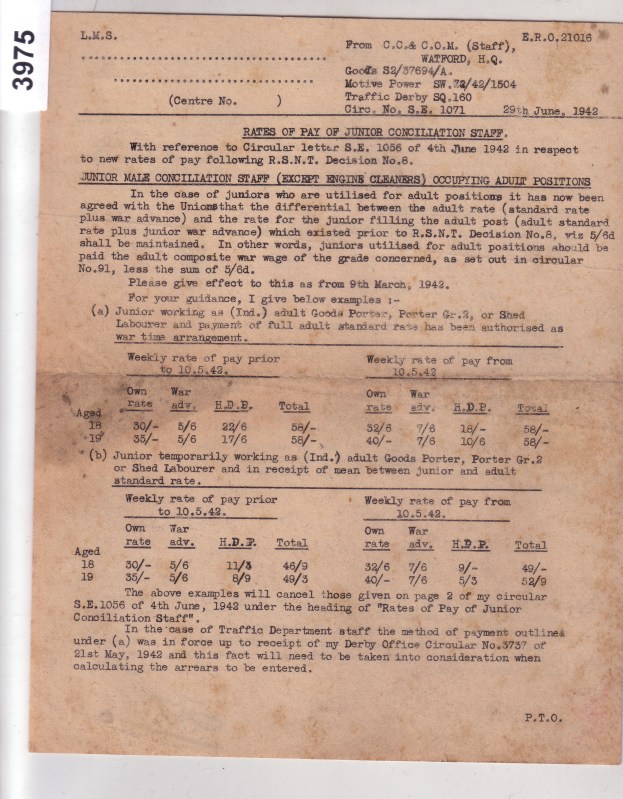 3975
L.M.S. E.R.O.21016
From C.C.& C.O.M. (Staff),
WATFORD, H.Q.
Goods S2/37694/A.
Motive Power SW.72/42/1504
(Centre No. ) Traffic Derby SQ.160
Circ. No. S.E. 1071 29th June, 1942
RATES OF PAY OF JUNIOR CONCILIATION STAFF.
With reference to Circular letter S.E. 1056 of 4th June 1942 in respect
to new rates of pay following R.S.N.T. Decision No.8.
JUNIOR MALE CONCILIATION STAFF (EXCEPT ENGINE CLEANERS) OCCUPYING ADULT POSITIONS
In the case of juniors who are utilised for adult positions it has now been
agreed with the Unions that the differential between the adult rate (standard rate
plus war advance) and the rate for the junior filling the adult post (adult standard
rate plus junior war advance) which existed prior to R.S.N.T. Decision No.8, viz 5/6d
shall be maintained. In other words, juniors utilised for adult positions should be
paid the adult composite war wage of the grade concerned, as set out in circular
No.91, less the sum of 5/6d.
Please give effect to this as from 9th March, 1942.
For your guidance, I give below examples :-
(a) Junior working as (Ind.) adult Goods Porter, Porter Gr.2, or Shed
Labourer and payment of full adult standard rate has been authorised as
war time arrangement.
Weekly rate of pay prior Weekly rate of pay from
to 10.5.42. 10.5.42
Own War Own War
rate adv. H.D.P. Total rate adv. H.D.P. Total
Aged
18 30/- 5/6 22/6 58/- 32/6 7/6 18/- 58/-
19 35/- 5/6 17/6 58/- 40/- 7/6 10/6 58/-
(b) Junior temporarily working as (Ind.) adult Goods Porter, Porter Gr.2
or Shed Labourer and in receipt of mean between junior and adult
standard rate.
Weekly rate of pay prior Weekly rate of pay from
to 10.5.42. 10.5.42.
Own War Own War
rate adv. H.D.P. Total rate adv. H.D.P. Total
Aged
18 30/- 5/6 11/3 46/9 32/6 7/6 9/- 49/-
19 35/- 5/6 8/9 49/3 40/- 7/6 5/3 52/9
The above examples will cancel those given on page 2 of my circular
S.E.1056 of 4th June, 1942 under the heading of "Rates of Pay of Junior
Conciliation Staff".
In the case of Traffic Department staff the method of payment outlined
under (a) was in force up to receipt of my Derby Office Circular No.3737 of
21st May, 1942 and this fact will need to be taken into consideration when
calculating the arrears to be entered.
P.T.O.